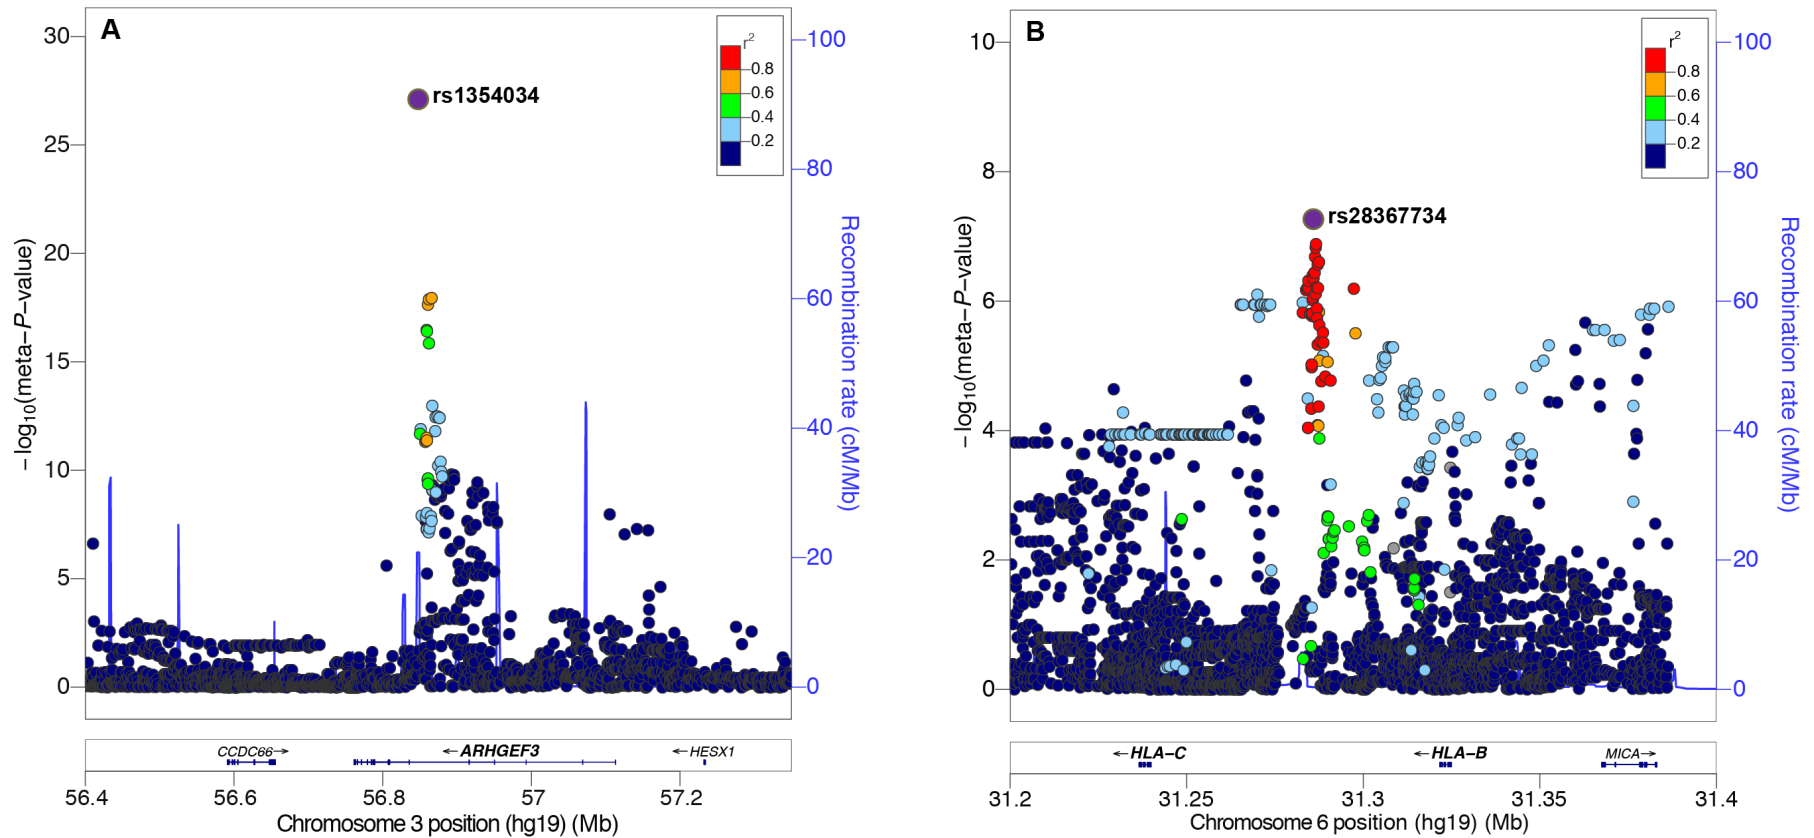 A
rs1354034
r2
0.8
0.6
0.4
0.2
30
25
20
15
10
5
0
−log10(meta−P−value)
100
80
60
40
20
0
Recombination rate (cM/Mb)
CCDC66→
←ARHGEF3
←HESX1
56.4 56.6 56.8 57 57.2
Chromosome 3 position (hg19) (Mb)
B
rs28367734
r2
0.8
0.6
0.4
0.2
10
8
6
4
2
0
−log10(meta−P−value)
100
80
60
40
20
0
Recombination rate (cM/Mb)
←HLA−C
←HLA−B
MICA→
31.2 31.25 31.3 31.35 31.4
Chromosome 6 position (hg19) (Mb)